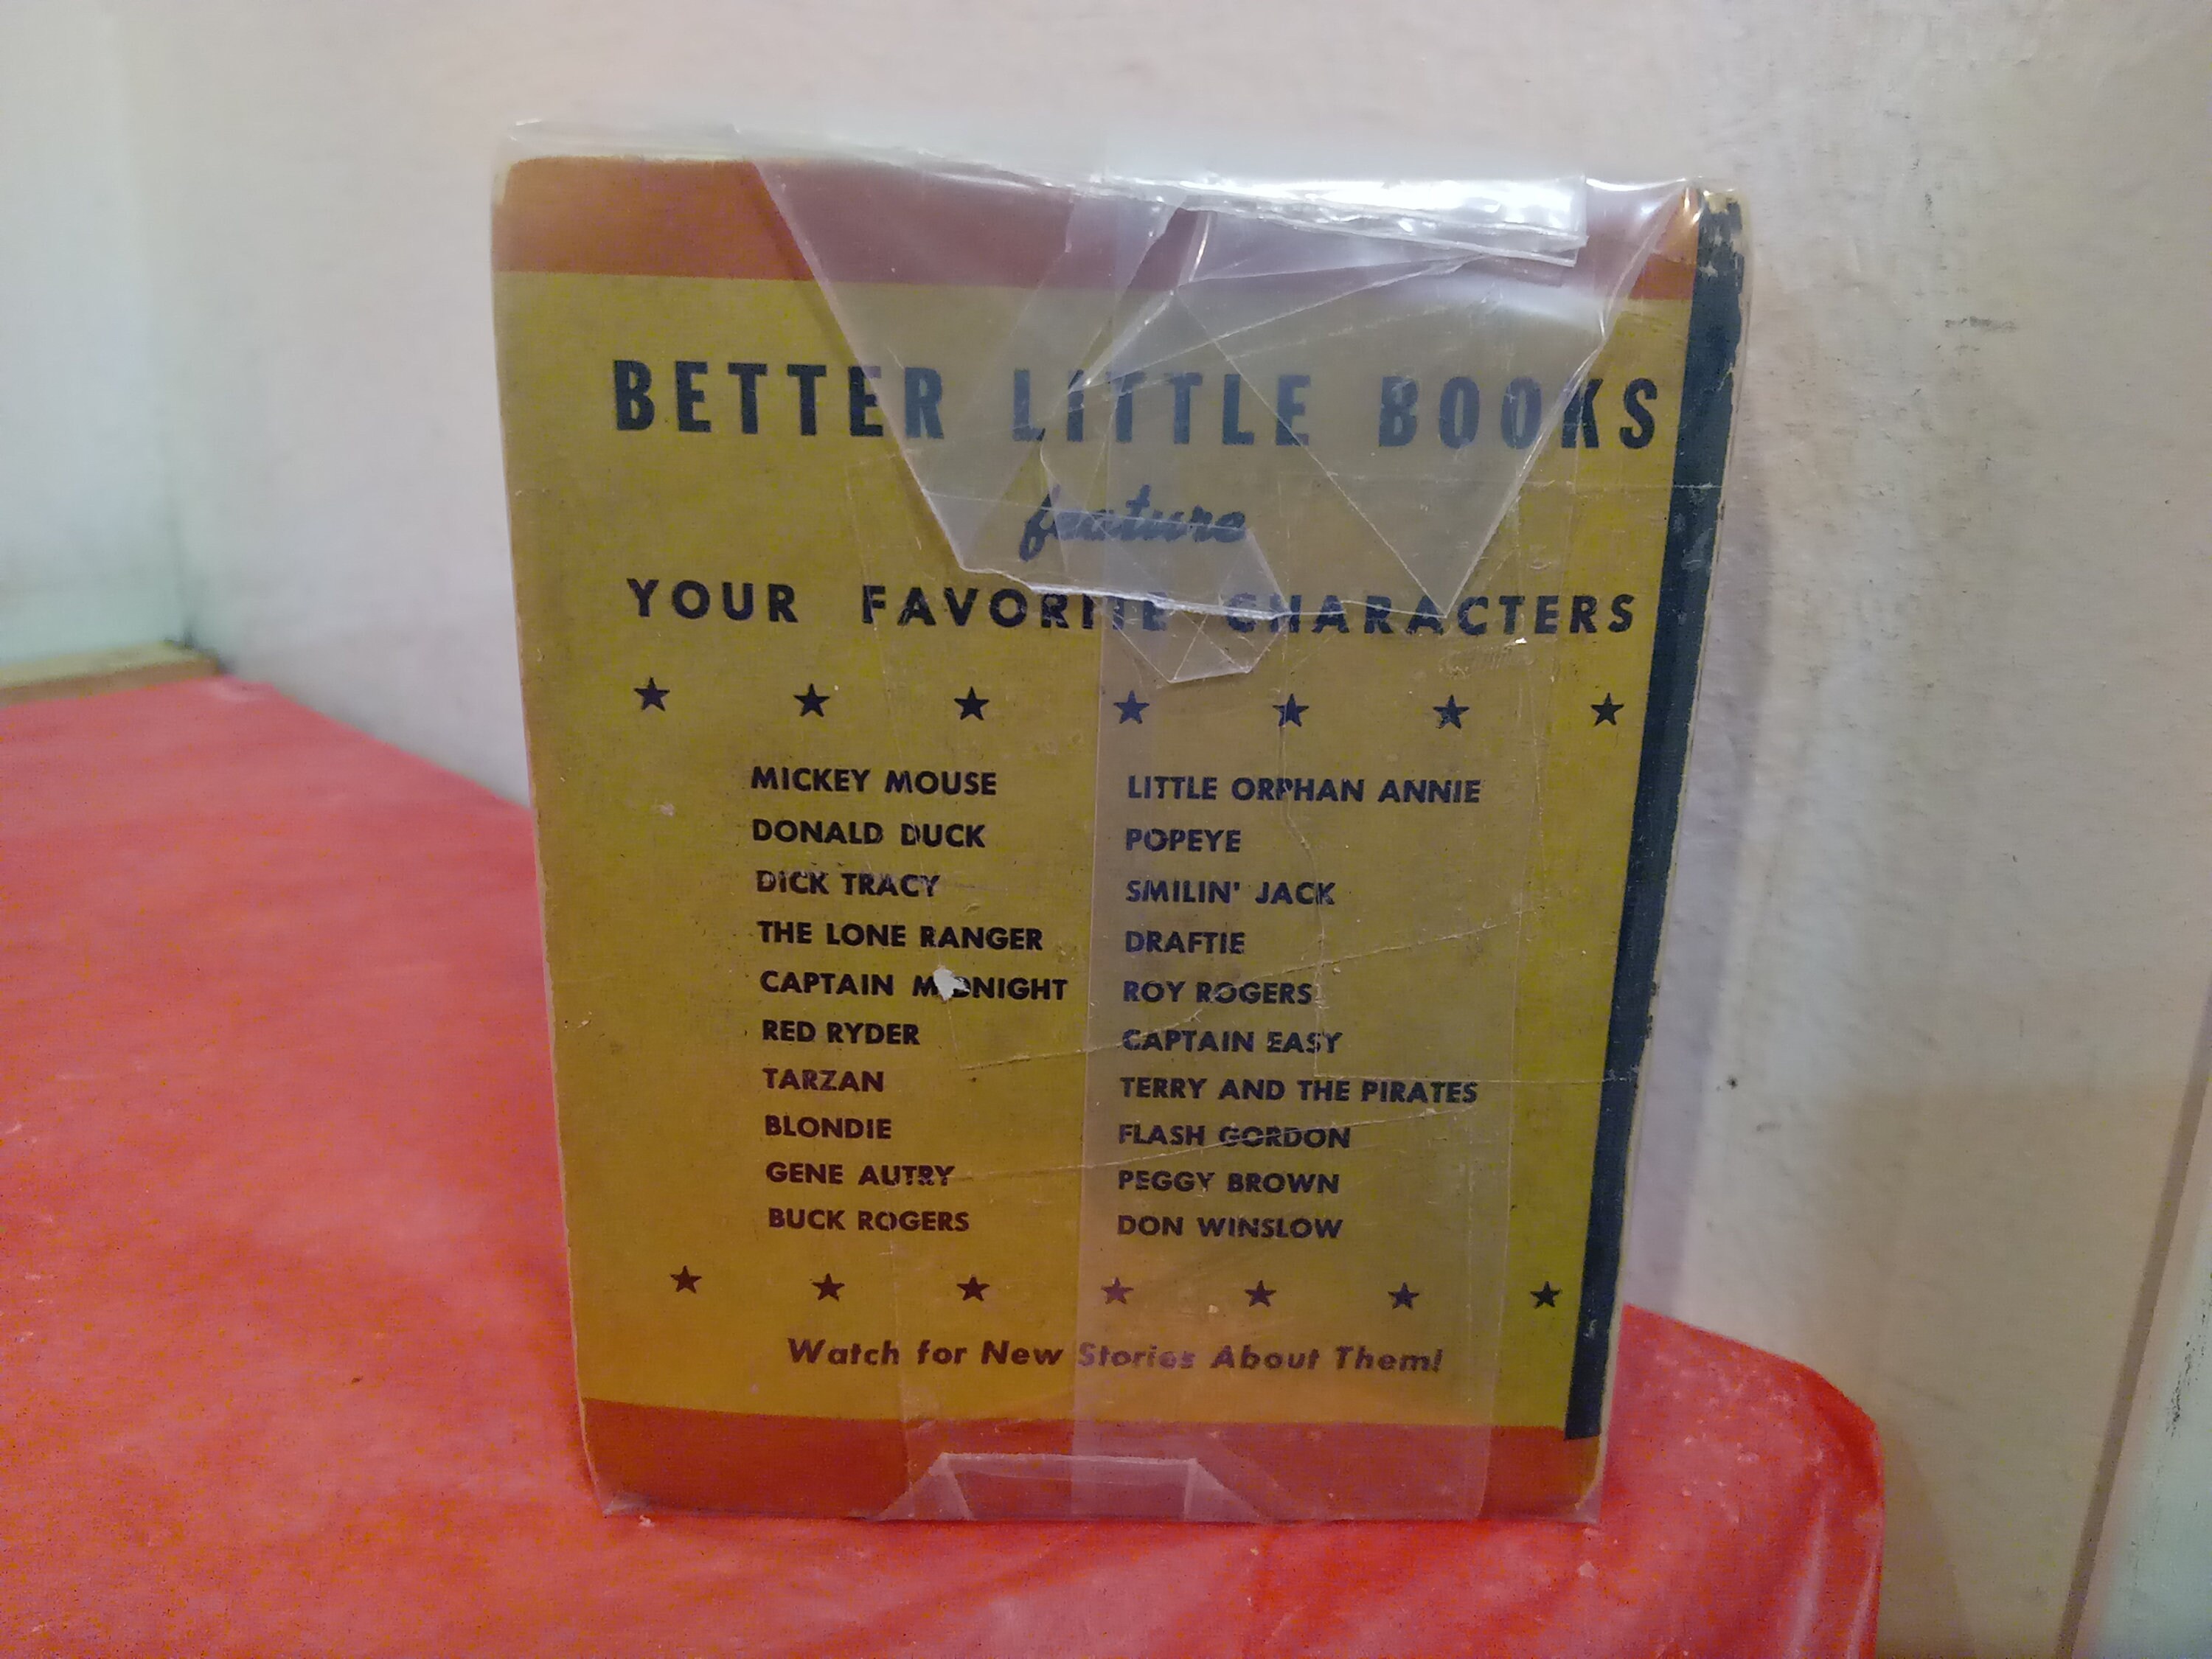 BETTER LITTLE BOOKS
feature
YOUR FAVORITE CHARACTERS
MICKEY MOUSE
DONALD DUCK
DICK TRACY
THE LONE RANGER
CAPTAIN MIDNIGHT
RED RYDER
TARZAN
BLONDIE
GENE AUTRY
BUCK ROGERS
LITTLE ORPHAN ANNIE
POPEYE
SMILIN' JACK
DRAFTIE
ROY ROGERS
CAPTAIN EASY
TERRY AND THE PIRATES
FLASH GORDON
PEGGY BROWN
DON WINSLOW
Watch for New Stories About Them!